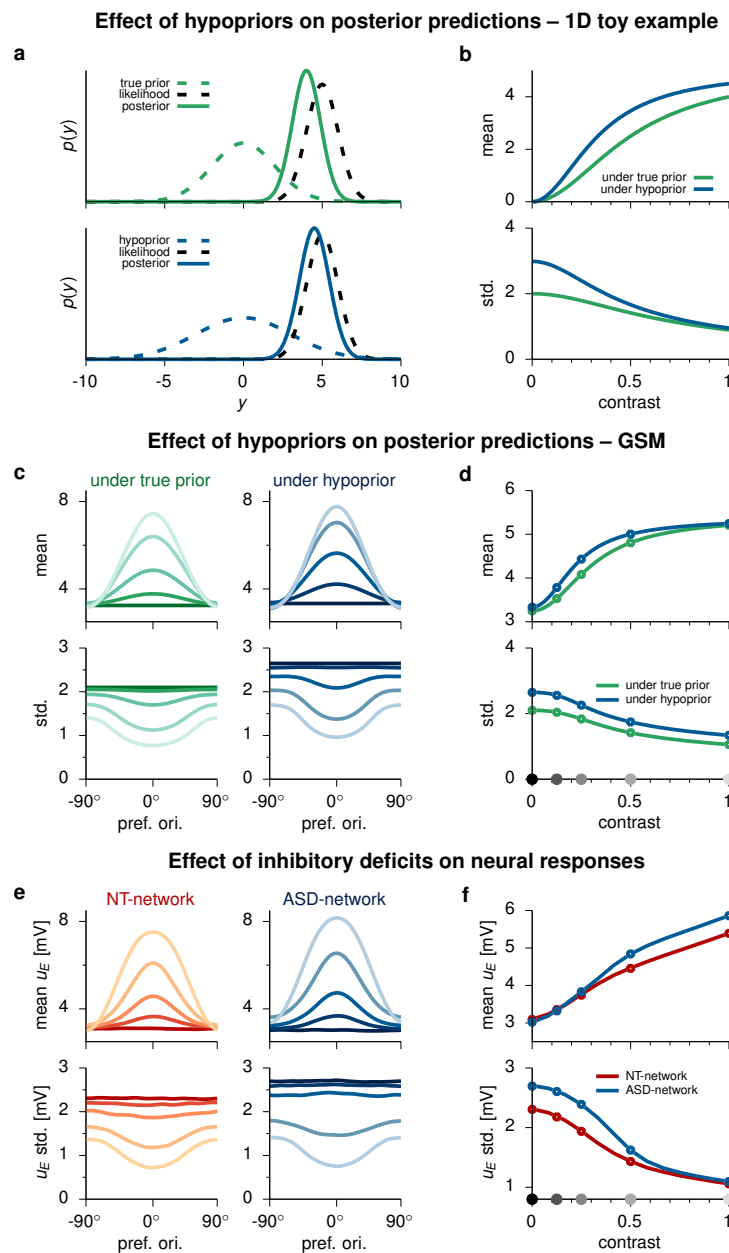 Effect of hypopriors on posterior predictions – 1D toy example
a
true prior
likelihood
posterior
p(y)
hypoprior
likelihood
posterior
p(y)
-10 -5 0 5 10
y
b
4
2
0
mean
under true prior
under hypoprior
4
2
0
std.
0 0.5 1
contrast
Effect of hypopriors on posterior predictions – GSM
c
under true prior under hypoprior
8
4
mean
8
4
3
2
1
0
std.
3
2
1
0
-90° 0° 90°
pref. ori.
-90° 0° 90°
pref. ori.
d
6
5
4
3
mean
4
2
0
std.
under true prior
under hypoprior
0 0.5 1
contrast
Effect of inhibitory deficits on neural responses
e
NT-network ASD-network
8
4
mean u_E [mV]
8
4
3
2
1
0
u_E std. [mV]
3
2
1
0
-90° 0° 90°
pref. ori.
-90° 0° 90°
pref. ori.
f
6
5
4
3
mean u_E [mV]
3
2
1
u_E std. [mV]
NT-network
ASD-network
0 0.5 1
contrast